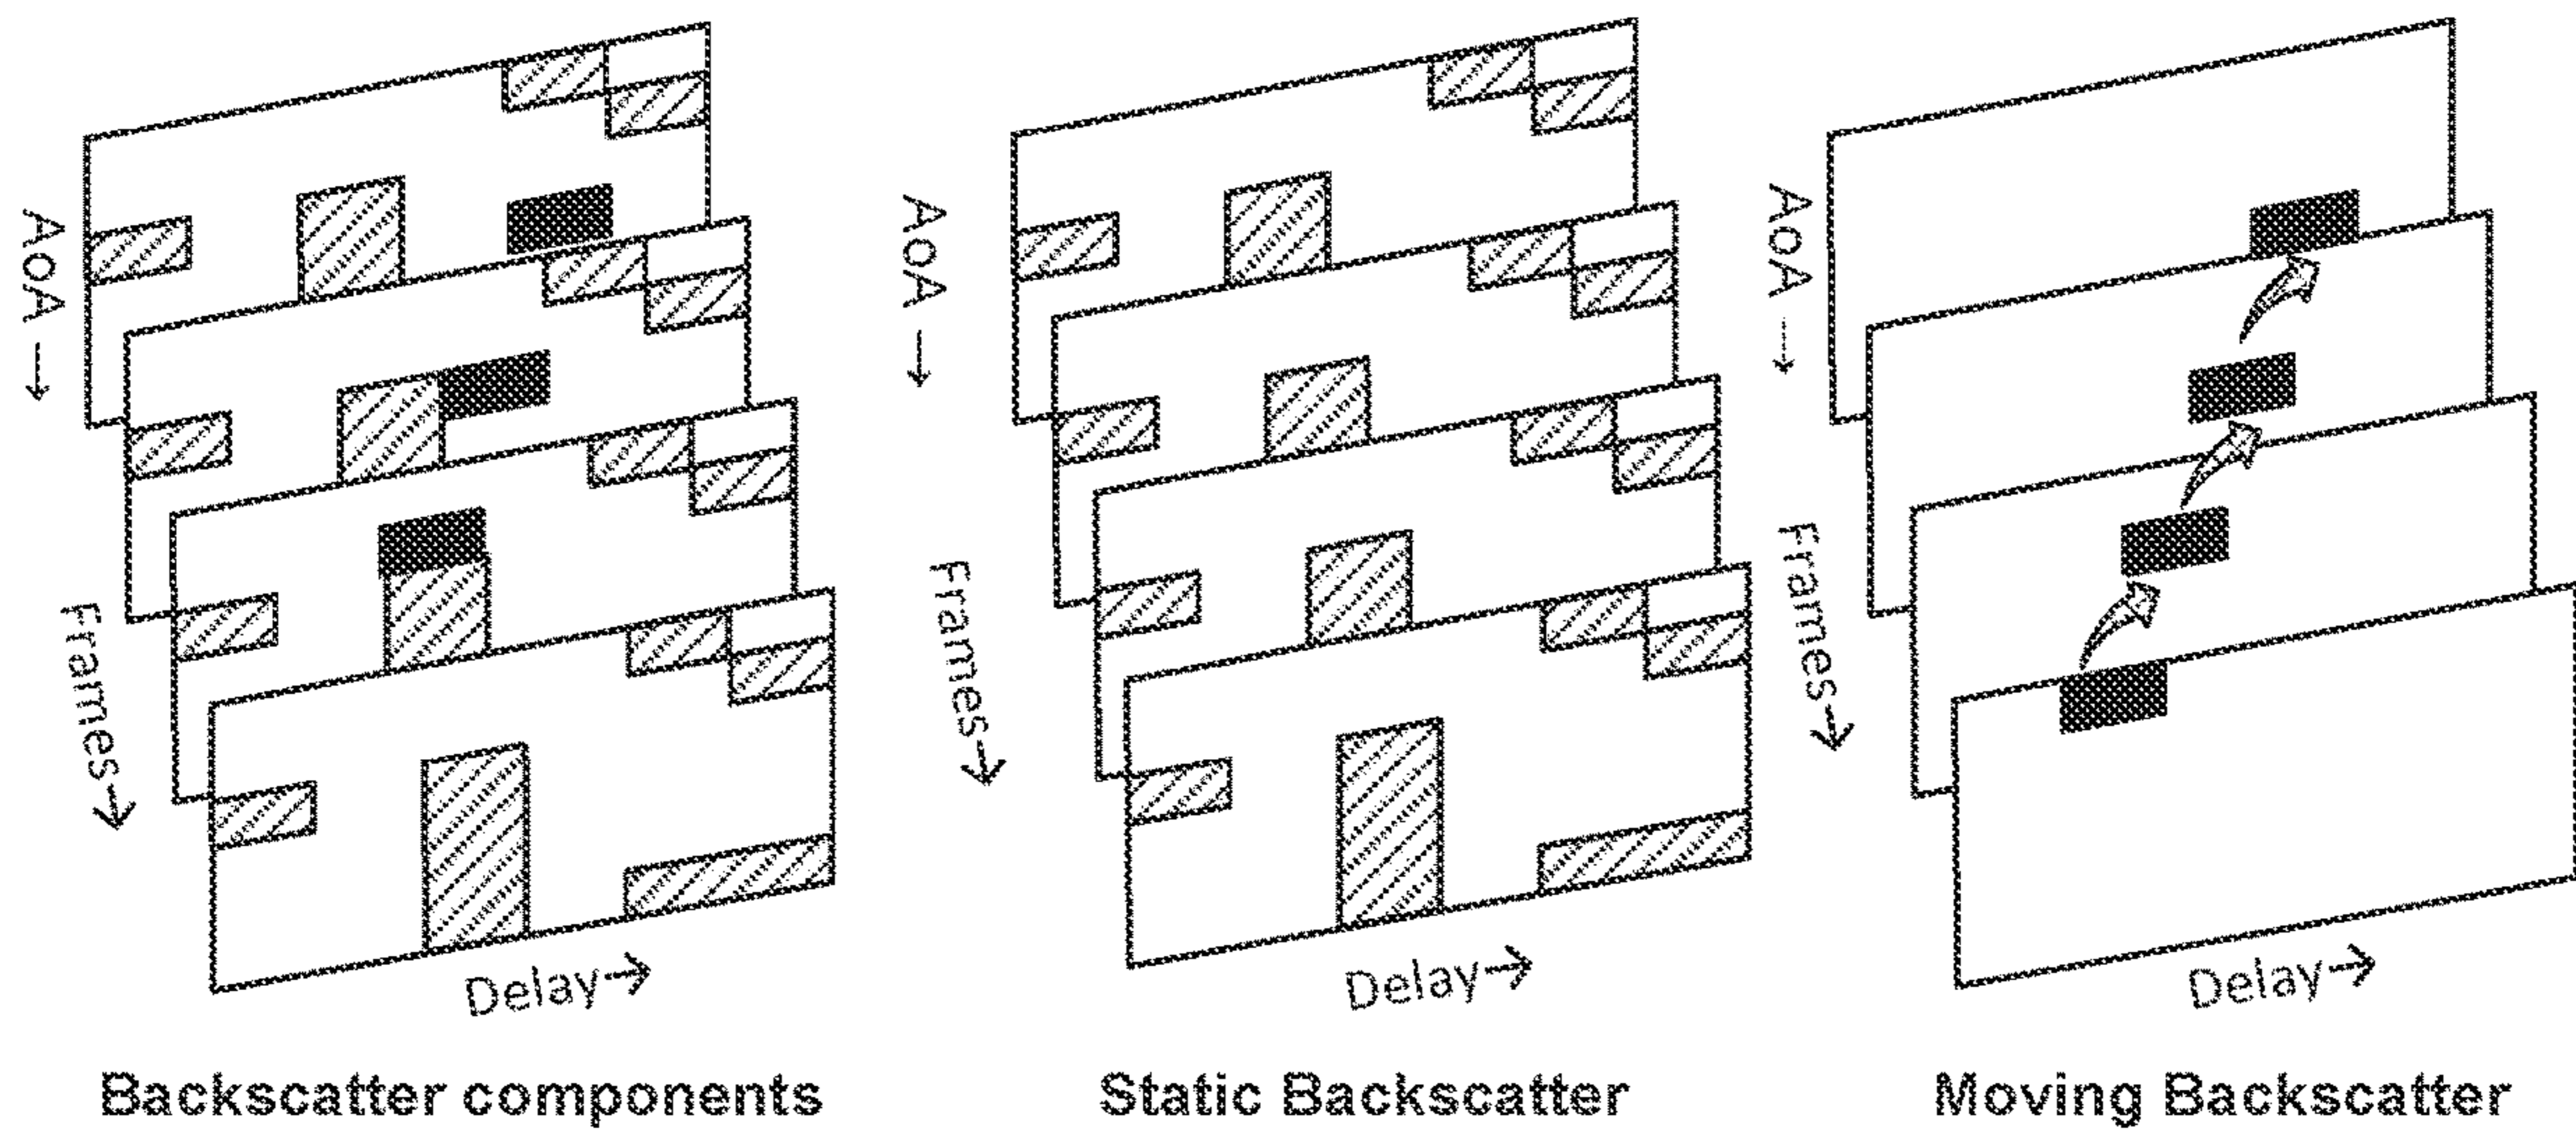 AoA →
Frames→
Delay→
Backscatter components
AoA →
Frames→
Delay→
Static Backscatter
AoA →
Frames→
Delay→
Moving Backscatter